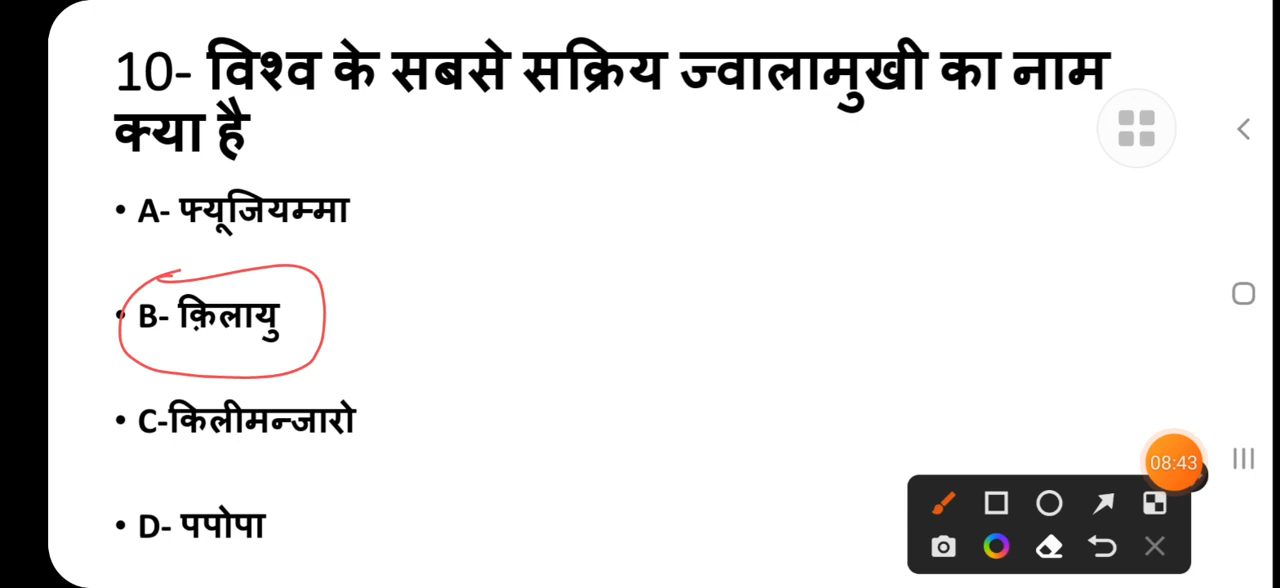 10- विश्व के सबसे सक्रिय ज्वालामुखी का नाम
क्या है
• A- फ्यूजियम्मा
• B- क़िलायु
• C-किलीमन्जारो
• D- पपोपा
08:43